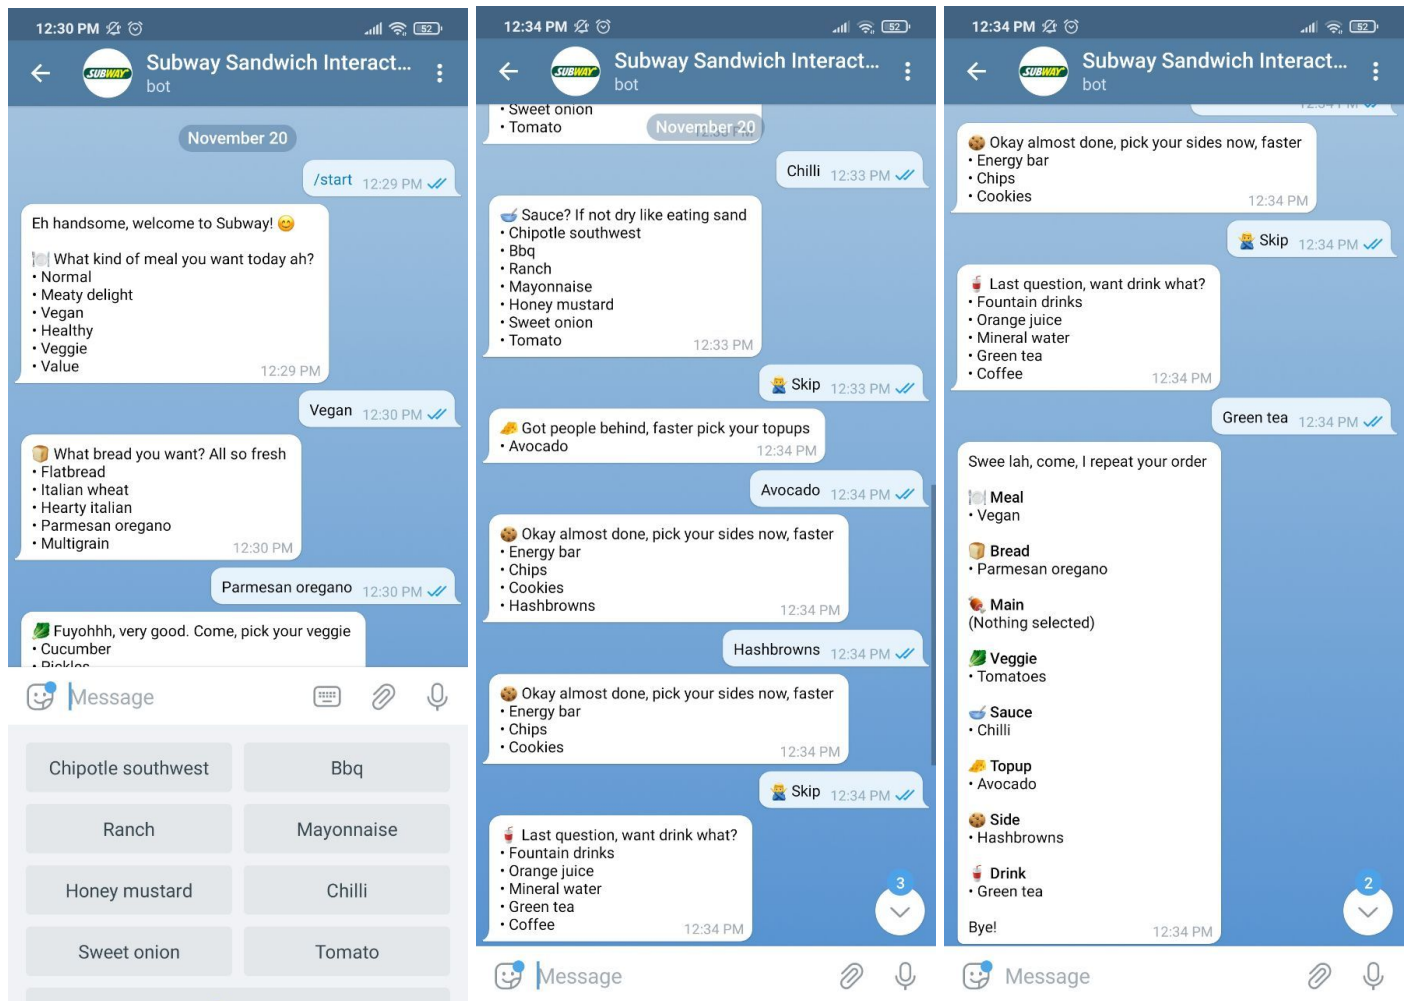 12:30 PM
52
SUBWAY
Subway Sandwich Interact...
bot
November 20
/start 12:29 PM
Eh handsome, welcome to Subway! 😊
🍽 What kind of meal you want today ah?
• Normal
• Meaty delight
• Vegan
• Healthy
• Veggie
• Value 12:29 PM
Vegan 12:30 PM
🍞 What bread you want? All so fresh
• Flatbread
• Italian wheat
• Hearty italian
• Parmesan oregano
• Multigrain 12:30 PM
Parmesan oregano 12:30 PM
🥬 Fuyohhh, very good. Come, pick your veggie
• Cucumber
• Pickles
Message
Chipotle southwest Bbq
Ranch Mayonnaise
Honey mustard Chilli
Sweet onion Tomato
12:34 PM
52
SUBWAY
Subway Sandwich Interact...
bot
• Sweet onion
• Tomato 12:33 PM
November 20
Chilli 12:33 PM
🥣 Sauce? If not dry like eating sand
• Chipotle southwest
• Bbq
• Ranch
• Mayonnaise
• Honey mustard
• Sweet onion
• Tomato 12:33 PM
🙅 Skip 12:33 PM
🧀 Got people behind, faster pick your topups
• Avocado 12:34 PM
Avocado 12:34 PM
🍪 Okay almost done, pick your sides now, faster
• Energy bar
• Chips
• Cookies
• Hashbrowns 12:34 PM
Hashbrowns 12:34 PM
🍪 Okay almost done, pick your sides now, faster
• Energy bar
• Chips
• Cookies 12:34 PM
🙅 Skip 12:34 PM
🥤 Last question, want drink what?
• Fountain drinks
• Orange juice
• Mineral water
• Green tea
• Coffee 12:34 PM
3
Message
12:34 PM
52
SUBWAY
Subway Sandwich Interact...
bot
12:34 PM
🍪 Okay almost done, pick your sides now, faster
• Energy bar
• Chips
• Cookies 12:34 PM
🙅 Skip 12:34 PM
🥤 Last question, want drink what?
• Fountain drinks
• Orange juice
• Mineral water
• Green tea
• Coffee 12:34 PM
Green tea 12:34 PM
Swee lah, come, I repeat your order
🍽 Meal
• Vegan
🍞 Bread
• Parmesan oregano
🍖 Main
(Nothing selected)
🥬 Veggie
• Tomatoes
🥣 Sauce
• Chilli
🧀 Topup
• Avocado
🍪 Side
• Hashbrowns
🥤 Drink
• Green tea
Bye! 12:34 PM
2
Message